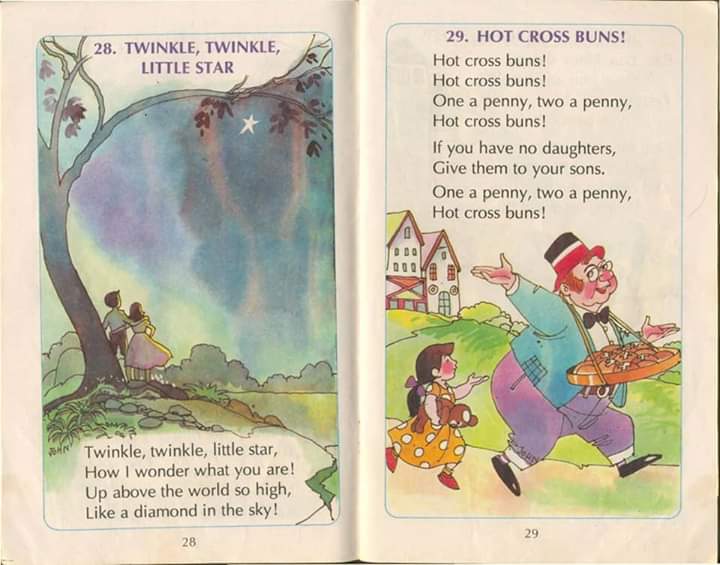 28. TWINKLE, TWINKLE,
LITTLE STAR
Twinkle, twinkle, little star,
How I wonder what you are!
Up above the world so high,
Like a diamond in the sky!
JOHN
28
29. HOT CROSS BUNS!
Hot cross buns!
Hot cross buns!
One a penny, two a penny,
Hot cross buns!
If you have no daughters,
Give them to your sons.
One a penny, two a penny,
Hot cross buns!
JOHN
29